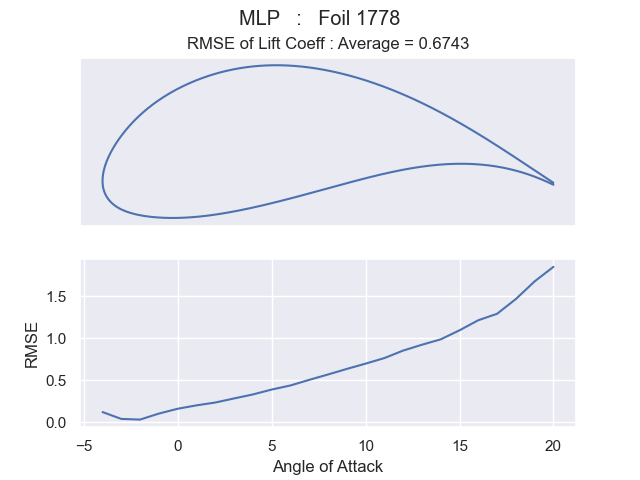 MLP   :   Foil 1778
RMSE of Lift Coeff : Average = 0.6743
1.5
1.0
0.5
0.0
RMSE
−5
0
5
10
15
20
Angle of Attack